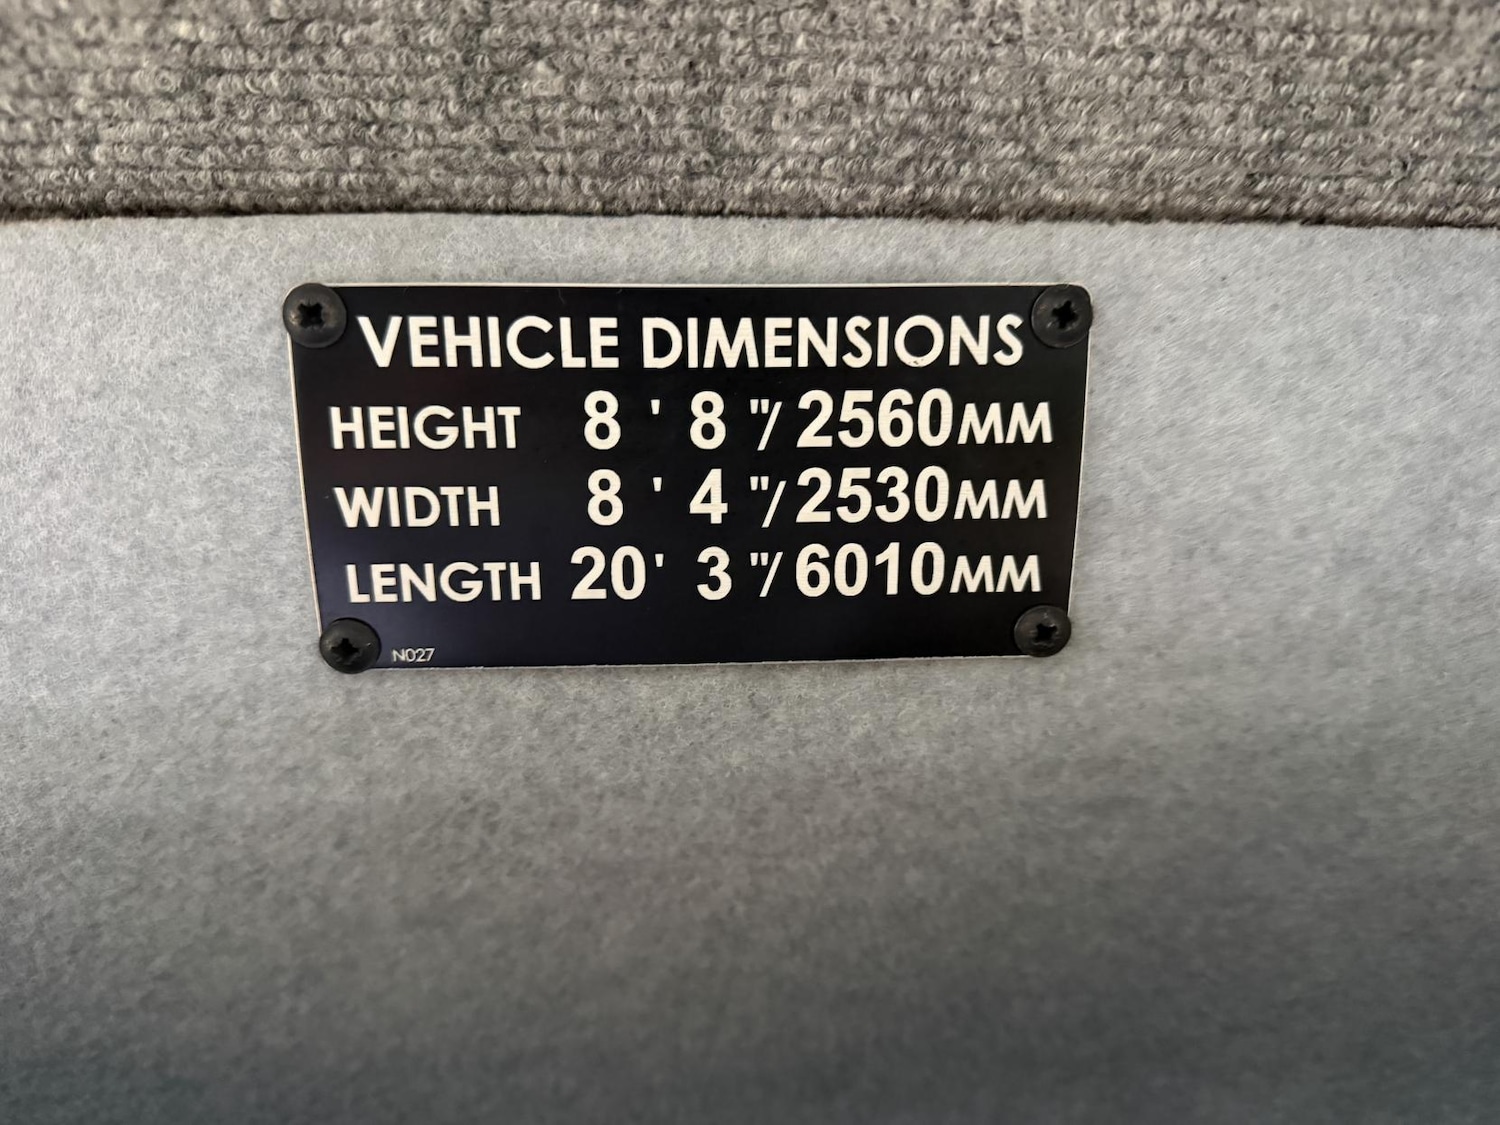 VEHICLE DIMENSIONS
HEIGHT 8 ' 8 "/ 2560MM
WIDTH 8 ' 4 "/ 2530MM
LENGTH 20 ' 3 "/ 6010MM
N027